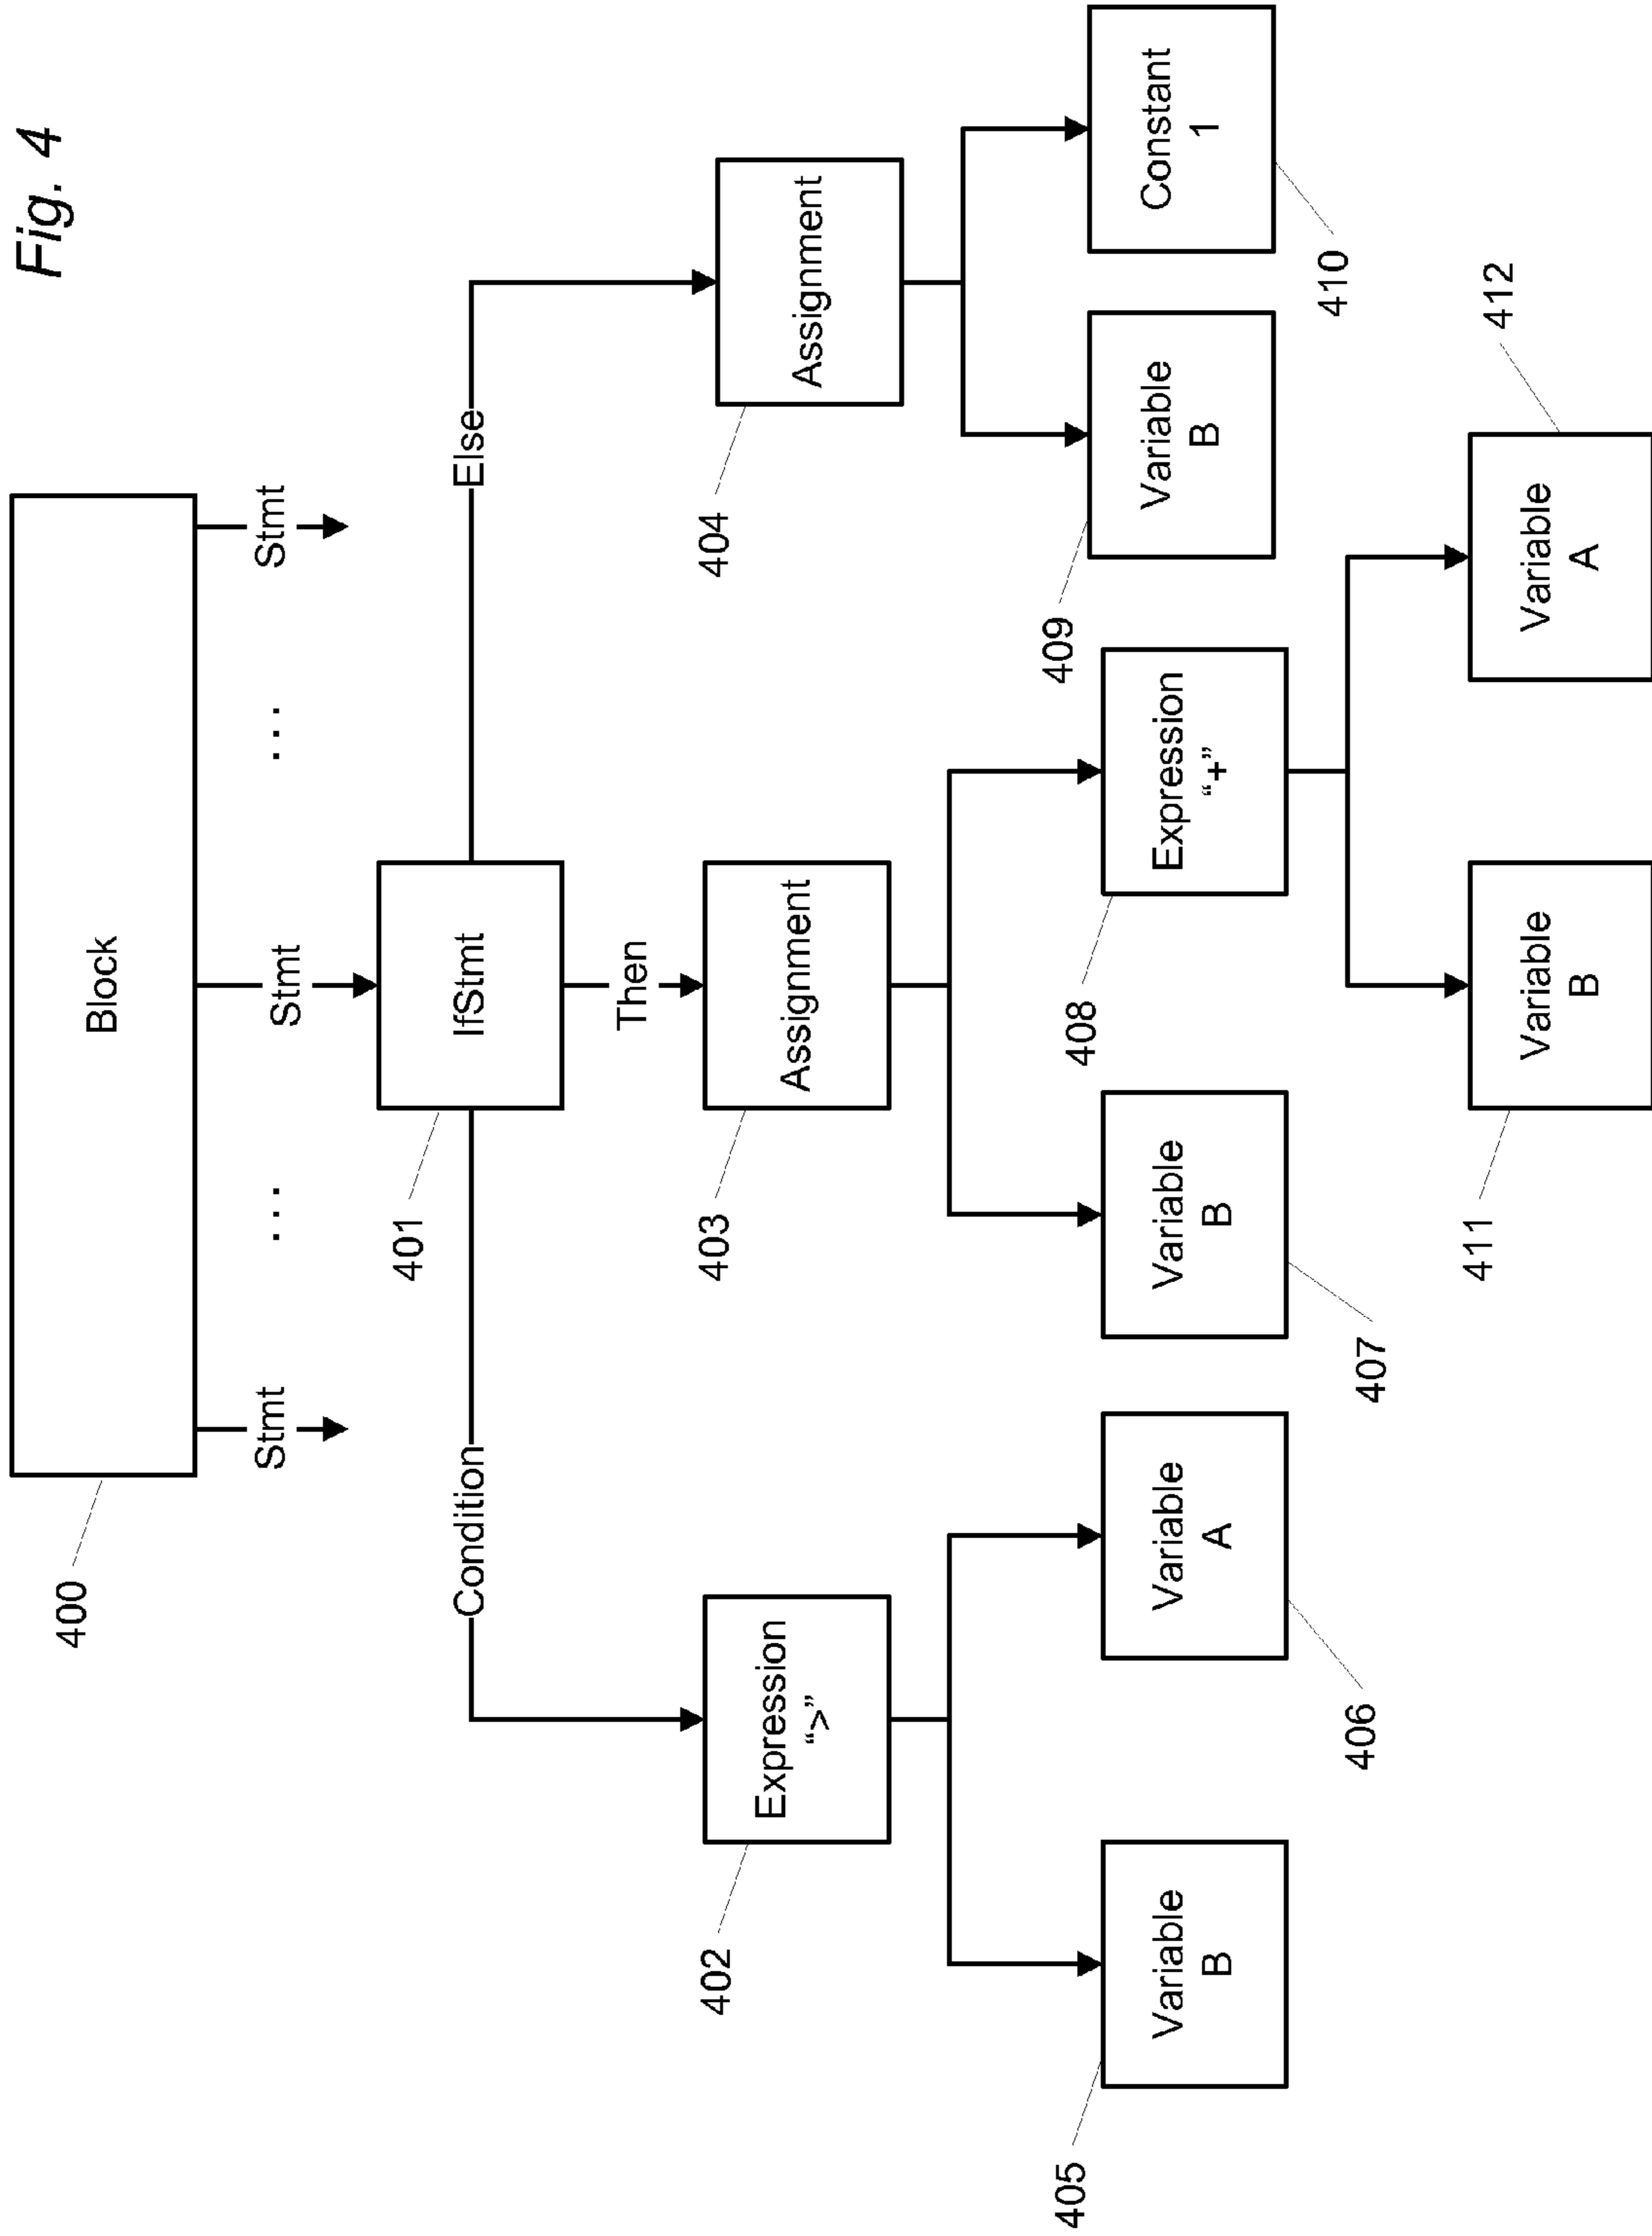 Fig. 4
400
Block
Stmt
. . .
Stmt
. . .
Stmt
401
IfStmt
Condition
Then
Else
402
Expression
“>”
403
Assignment
404
Assignment
405
Variable
B
406
Variable
A
407
Variable
B
408
Expression
“+”
409
Variable
B
410
Constant
1
411
Variable
B
412
Variable
A